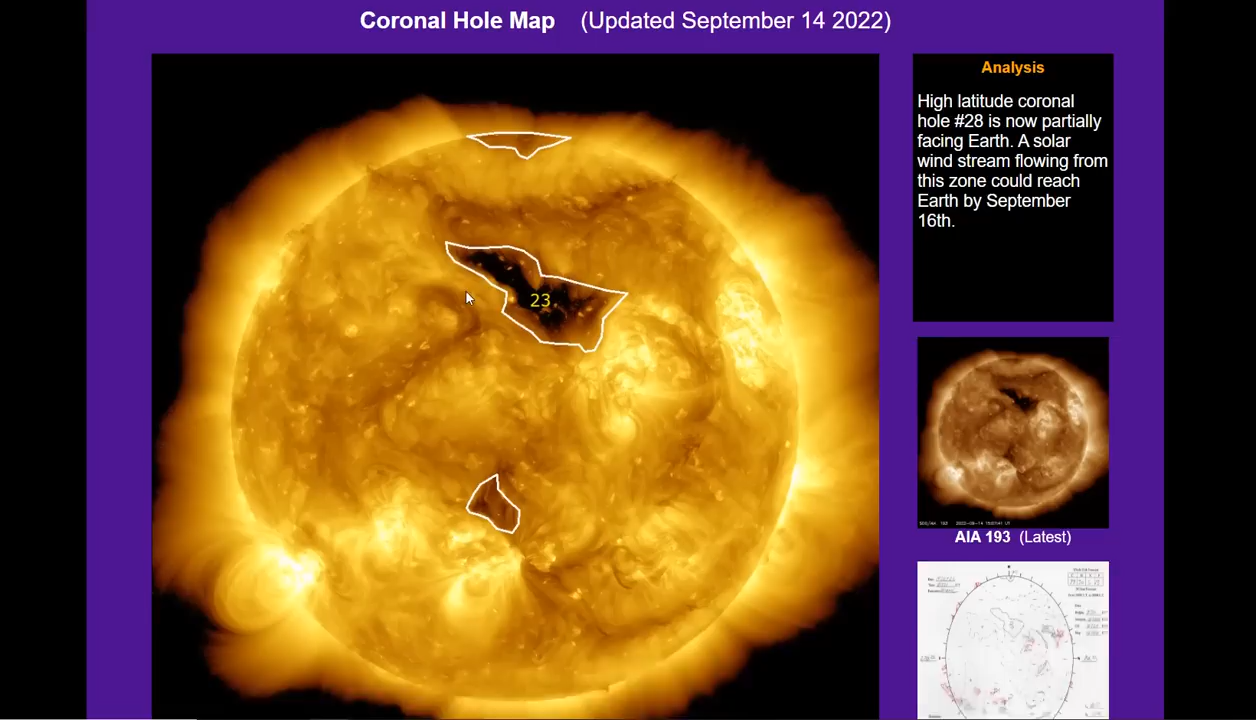 Coronal Hole Map (Updated September 14 2022)
23
Analysis
High latitude coronal
hole #28 is now partially
facing Earth. A solar
wind stream flowing from
this zone could reach
Earth by September
16th.
AIA 193 (Latest)